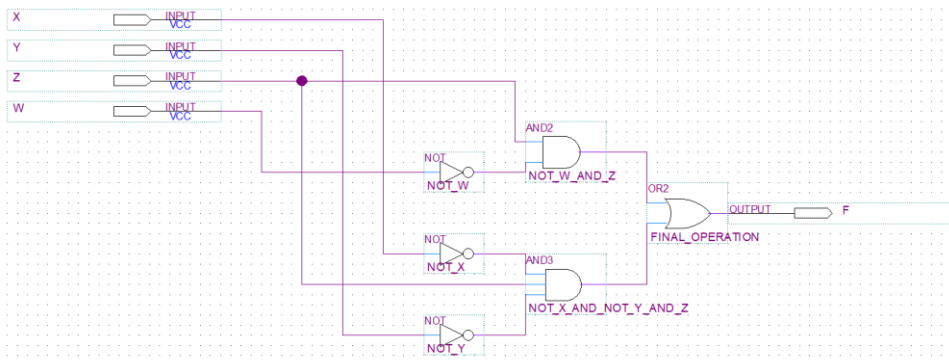 X INPUT
VCC
Y INPUT
VCC
Z INPUT
VCC
W INPUT
VCC
AND2
NOT
NOT_W_AND_Z
NOT_W
OR2
OUTPUT F
FINAL_OPERATION
NOT
AND3
NOT_X
NOT_X_AND_NOT_Y_AND_Z
NOT
NOT_Y